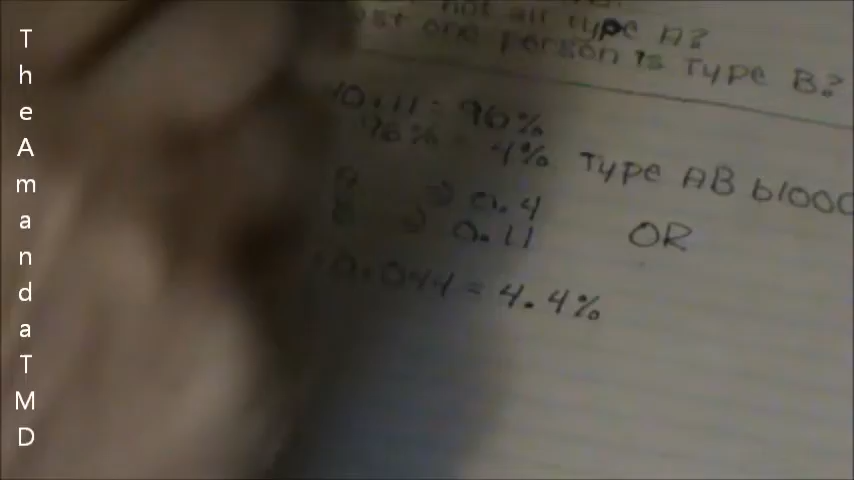 TheAmandaTMD
not all type A?
one person is Type B?
0.11 = 96%
96% = 4% Type AB blood
A → 0.4
B → 0.11 OR
0.044 = 4.4%